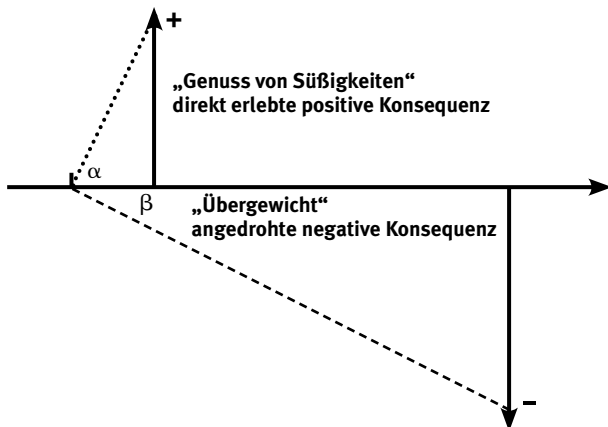 +
„Genuss von Süßigkeiten“
direkt erlebte positive Konsequenz
α
β
„Übergewicht“
angedrohte negative Konsequenz
–